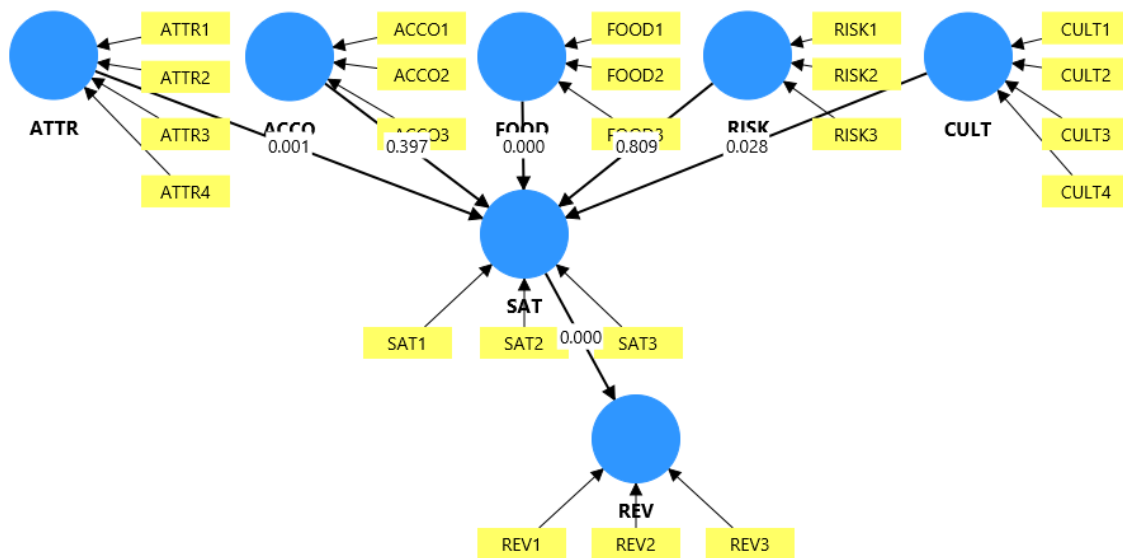 ATTR1
ACCO1
FOOD1
RISK1
CULT1
ATTR2
ACCO2
FOOD2
RISK2
CULT2
ATTR
ATTR3
ACCO
ACCO3
FOOD
FOOD3
RISK
RISK3
CULT
CULT3
0.001
0.397
0.000
0.809
0.028
ATTR4
CULT4
SAT
SAT1
SAT2
0.000
SAT3
REV
REV1
REV2
REV3